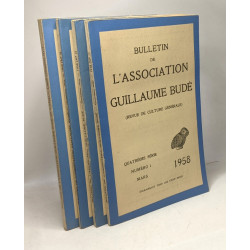 BULLETIN
DE
L'ASSOCIATION
GUILLAUME BUDÉ
(REVUE DE CULTURE GÉNÉRALE)
QUATRIÈME SÉRIE
NUMÉRO 1
MARS
1958